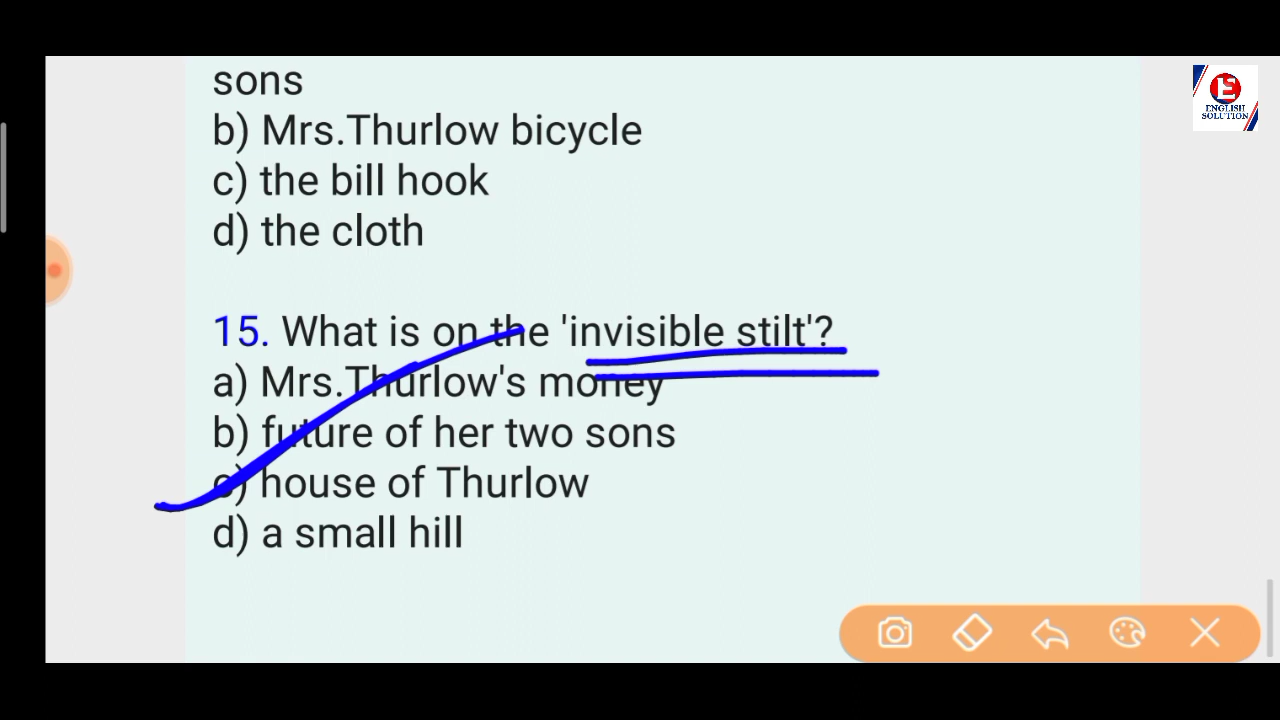 sons
b) Mrs.Thurlow bicycle
c) the bill hook
d) the cloth
15. What is on the 'invisible stilt'?
a) Mrs.Thurlow's money
b) future of her two sons
c) house of Thurlow
d) a small hill
ES
ENGLISH
SOLUTION